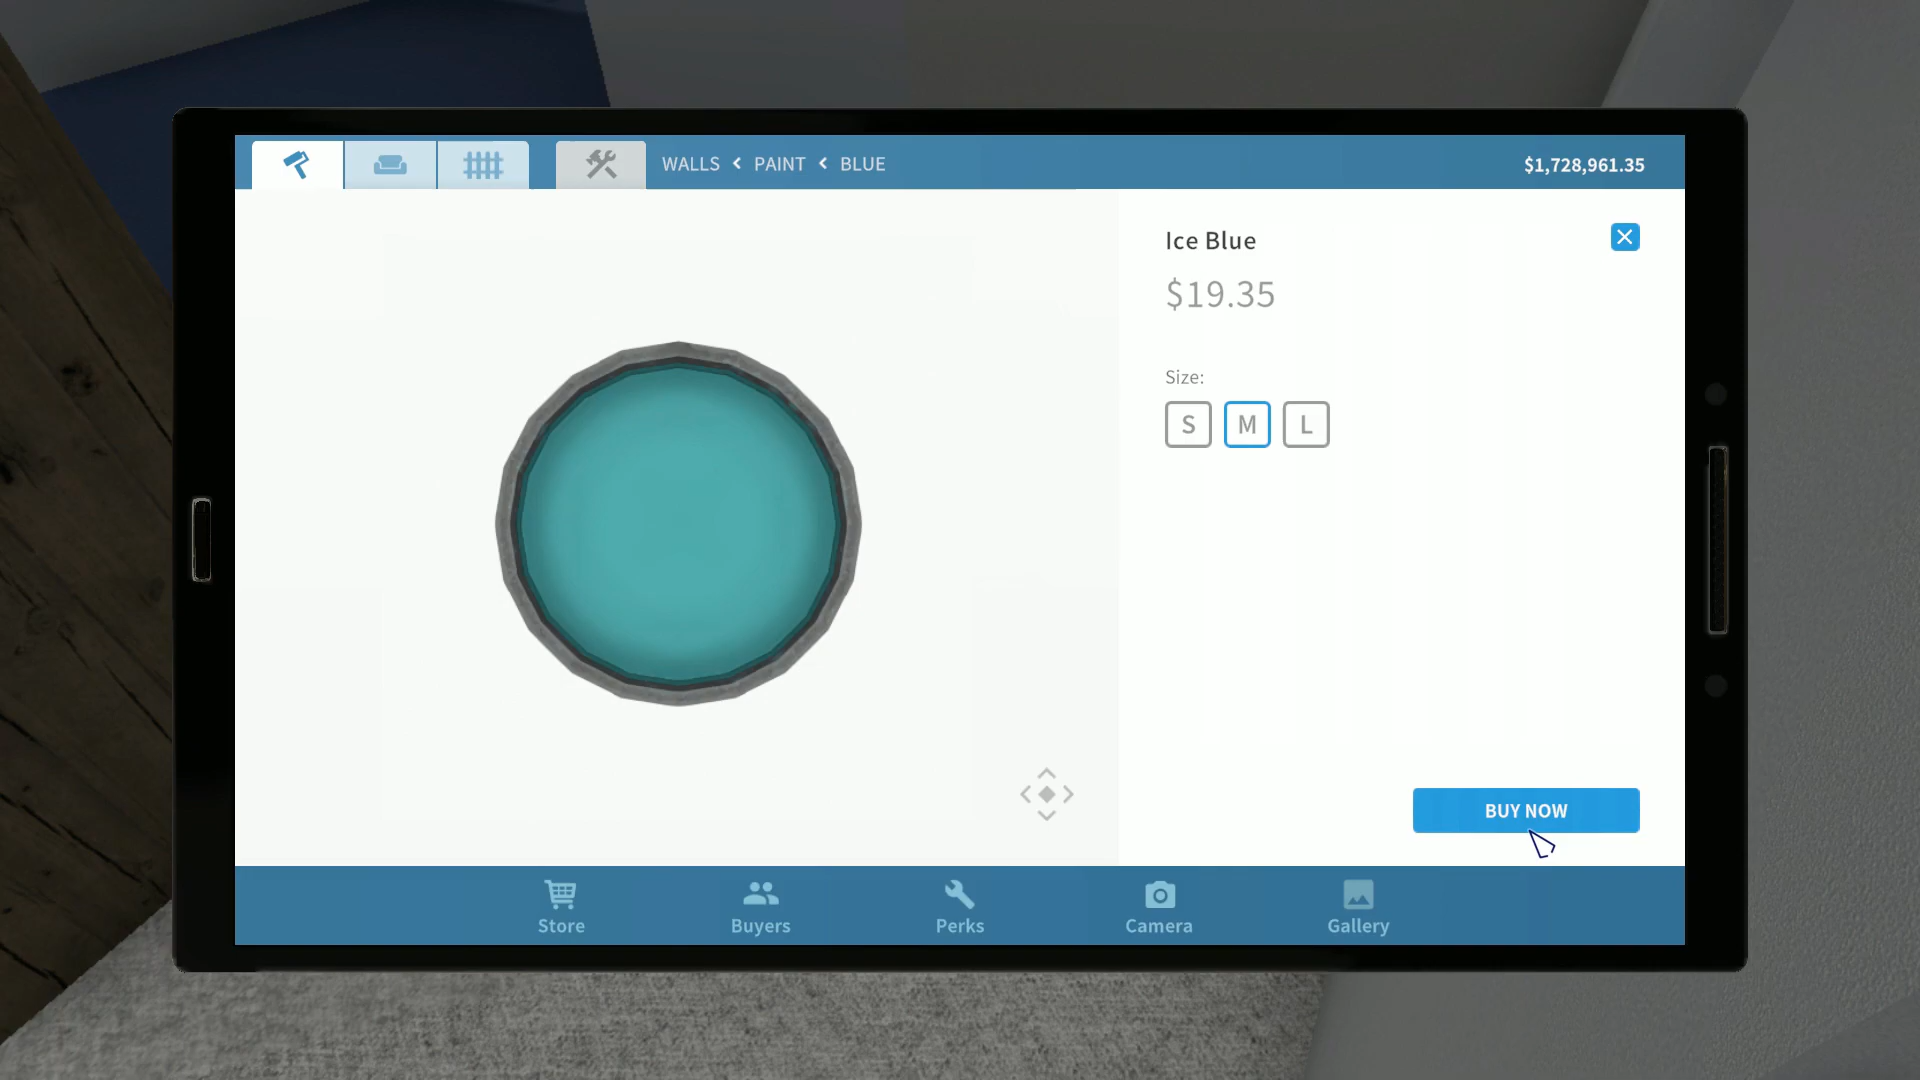 WALLS < PAINT < BLUE
$1,728,961.35
Ice Blue
$19.35
Size:
S M L
BUY NOW
Store Buyers Perks Camera Gallery